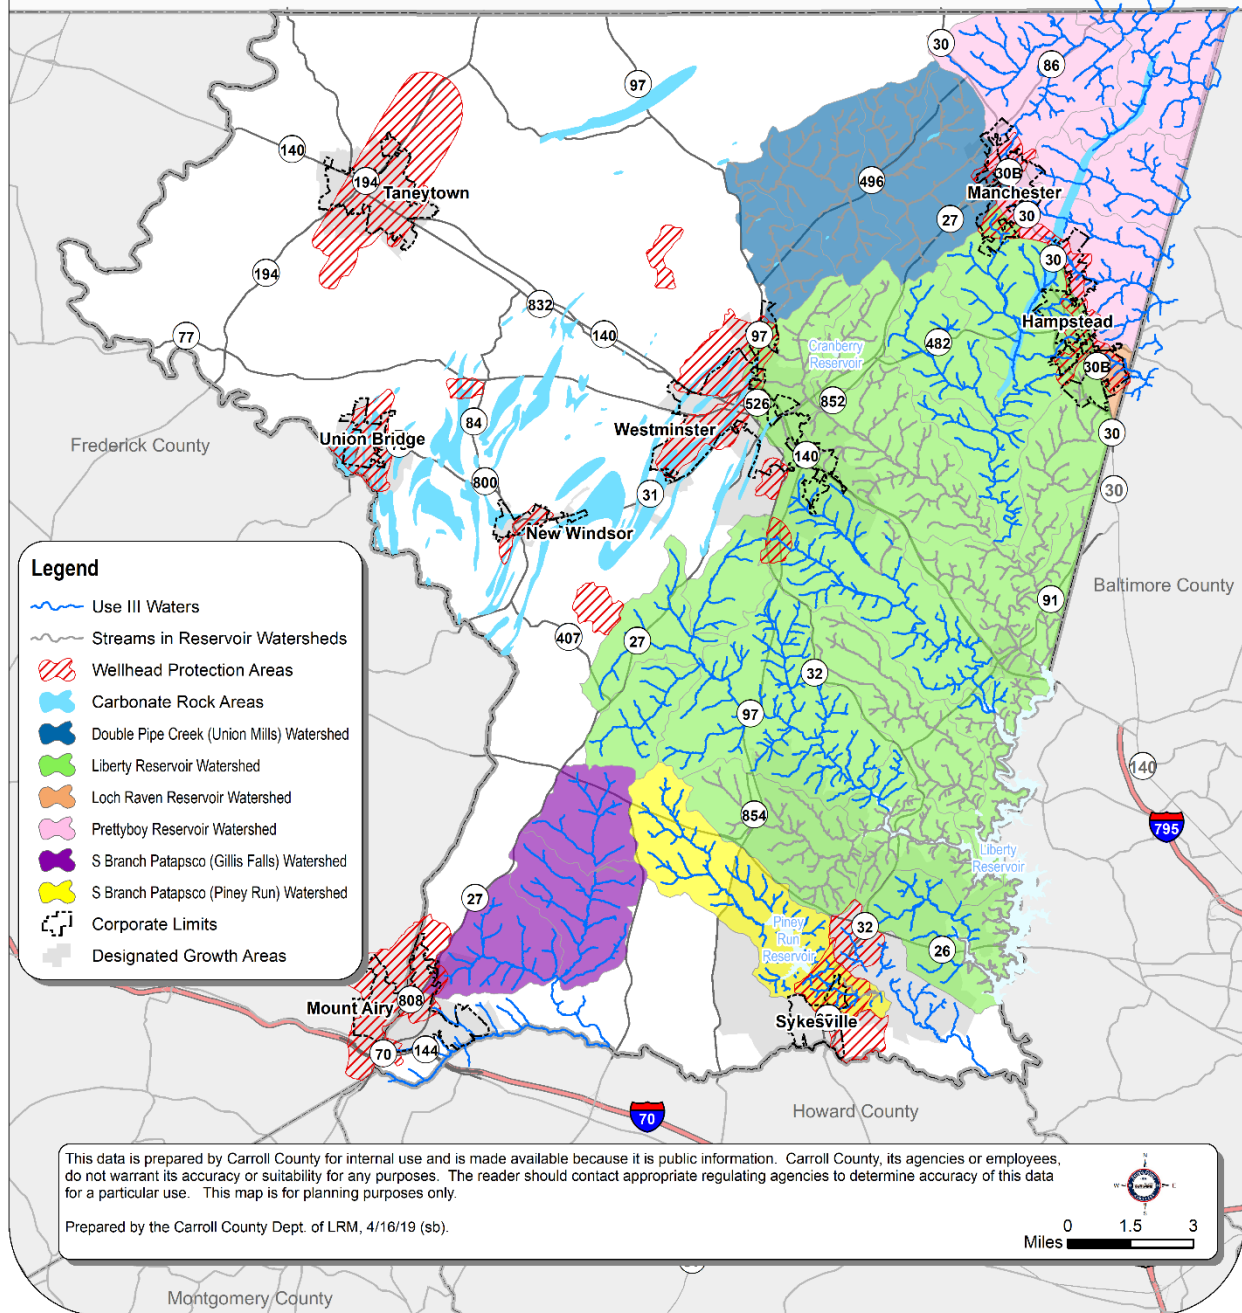 30
86
97
140
194
Taneytown
496
30B
Manchester
27
30
194
30
832
Hampstead
77
140
97
482
Cranberry
Reservoir
30B
526
852
84
Westminster
Union Bridge
Frederick County
30
140
800
31
30
New Windsor
Baltimore County
91
407
27
32
97
140
795
854
Liberty
Reservoir
27
Piney
Run
Reservoir
32
26
808
Mount Airy
Sykesville
70
144
Howard County
70
Legend
Use III Waters
Streams in Reservoir Watersheds
Wellhead Protection Areas
Carbonate Rock Areas
Double Pipe Creek (Union Mills) Watershed
Liberty Reservoir Watershed
Loch Raven Reservoir Watershed
Prettyboy Reservoir Watershed
S Branch Patapsco (Gillis Falls) Watershed
S Branch Patapsco (Piney Run) Watershed
Corporate Limits
Designated Growth Areas
This data is prepared by Carroll County for internal use and is made available because it is public information. Carroll County, its agencies or employees,
do not warrant its accuracy or suitability for any purposes. The reader should contact appropriate regulating agencies to determine accuracy of this data
for a particular use. This map is for planning purposes only.
Prepared by the Carroll County Dept. of LRM, 4/16/19 (sb).
N
W E
S
0 1.5 3
Miles
Montgomery County